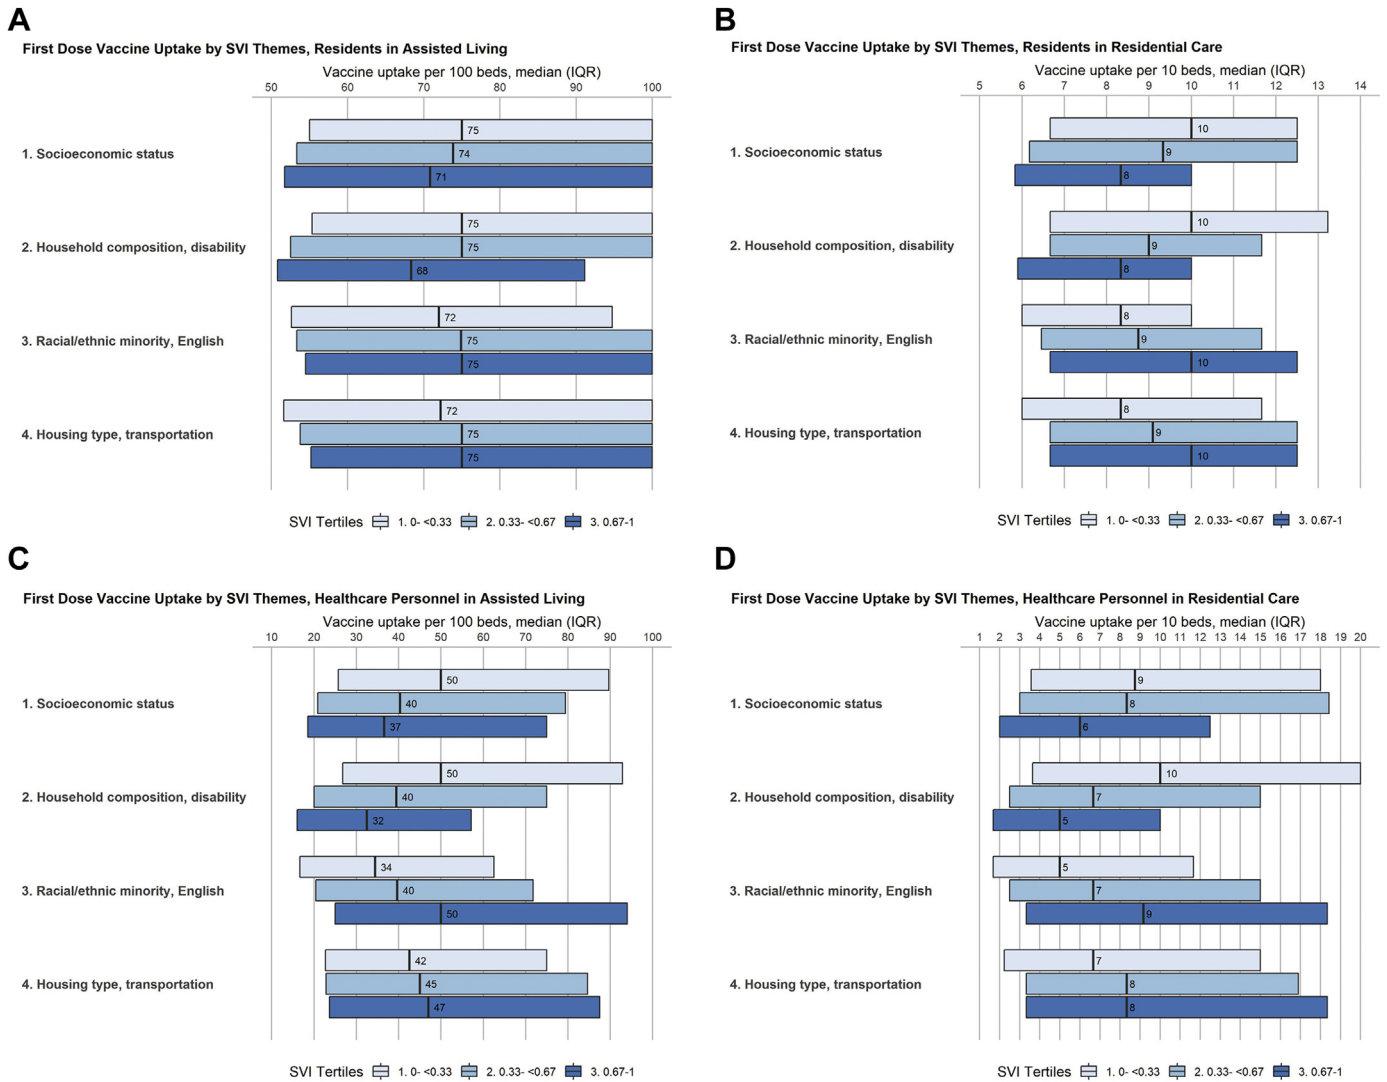 A
First Dose Vaccine Uptake by SVI Themes, Residents in Assisted Living
Vaccine uptake per 100 beds, median (IQR)
50 60 70 80 90 100
75
1. Socioeconomic status 74
71
75
2. Household composition, disability 75
68
72
3. Racial/ethnic minority, English 75
75
72
4. Housing type, transportation 75
75
SVI Tertiles 1. 0- <0.33 2. 0.33- <0.67 3. 0.67-1
B
First Dose Vaccine Uptake by SVI Themes, Residents in Residential Care
Vaccine uptake per 10 beds, median (IQR)
5 6 7 8 9 10 11 12 13 14
10
1. Socioeconomic status 9
8
10
2. Household composition, disability 9
8
8
3. Racial/ethnic minority, English 9
10
8
4. Housing type, transportation 9
10
SVI Tertiles 1. 0- <0.33 2. 0.33- <0.67 3. 0.67-1
C
First Dose Vaccine Uptake by SVI Themes, Healthcare Personnel in Assisted Living
Vaccine uptake per 100 beds, median (IQR)
10 20 30 40 50 60 70 80 90 100
50
1. Socioeconomic status 40
37
50
2. Household composition, disability 40
32
34
3. Racial/ethnic minority, English 40
50
42
4. Housing type, transportation 45
47
SVI Tertiles 1. 0- <0.33 2. 0.33- <0.67 3. 0.67-1
D
First Dose Vaccine Uptake by SVI Themes, Healthcare Personnel in Residential Care
Vaccine uptake per 10 beds, median (IQR)
1 2 3 4 5 6 7 8 9 10 11 12 13 14 15 16 17 18 19 20
9
1. Socioeconomic status 8
6
10
2. Household composition, disability 7
5
5
3. Racial/ethnic minority, English 7
9
7
4. Housing type, transportation 8
8
SVI Tertiles 1. 0- <0.33 2. 0.33- <0.67 3. 0.67-1